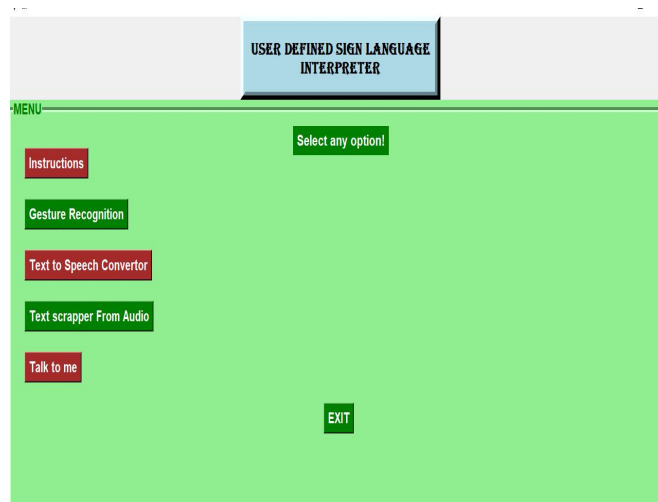 USER DEFINED SIGN LANGUAGE
INTERPRETER
MENU
Select any option!
Instructions
Gesture Recognition
Text to Speech Convertor
Text scrapper From Audio
Talk to me
EXIT